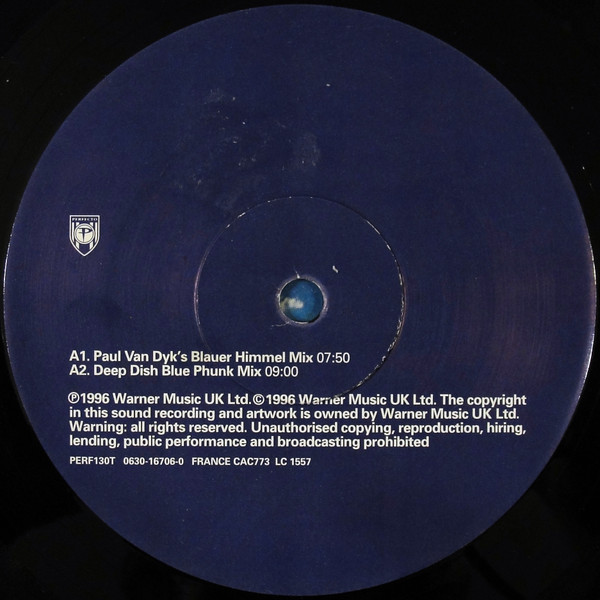 PERFECTO
P
A1. Paul Van Dyk's Blauer Himmel Mix 07:50
A2. Deep Dish Blue Phunk Mix 09:00
℗1996 Warner Music UK Ltd. © 1996 Warner Music UK Ltd. The copyright
in this sound recording and artwork is owned by Warner Music UK Ltd.
Warning: all rights reserved. Unauthorised copying, reproduction, hiring,
lending, public performance and broadcasting prohibited
PERF130T 0630-16706-0 FRANCE CAC773 LC 1557